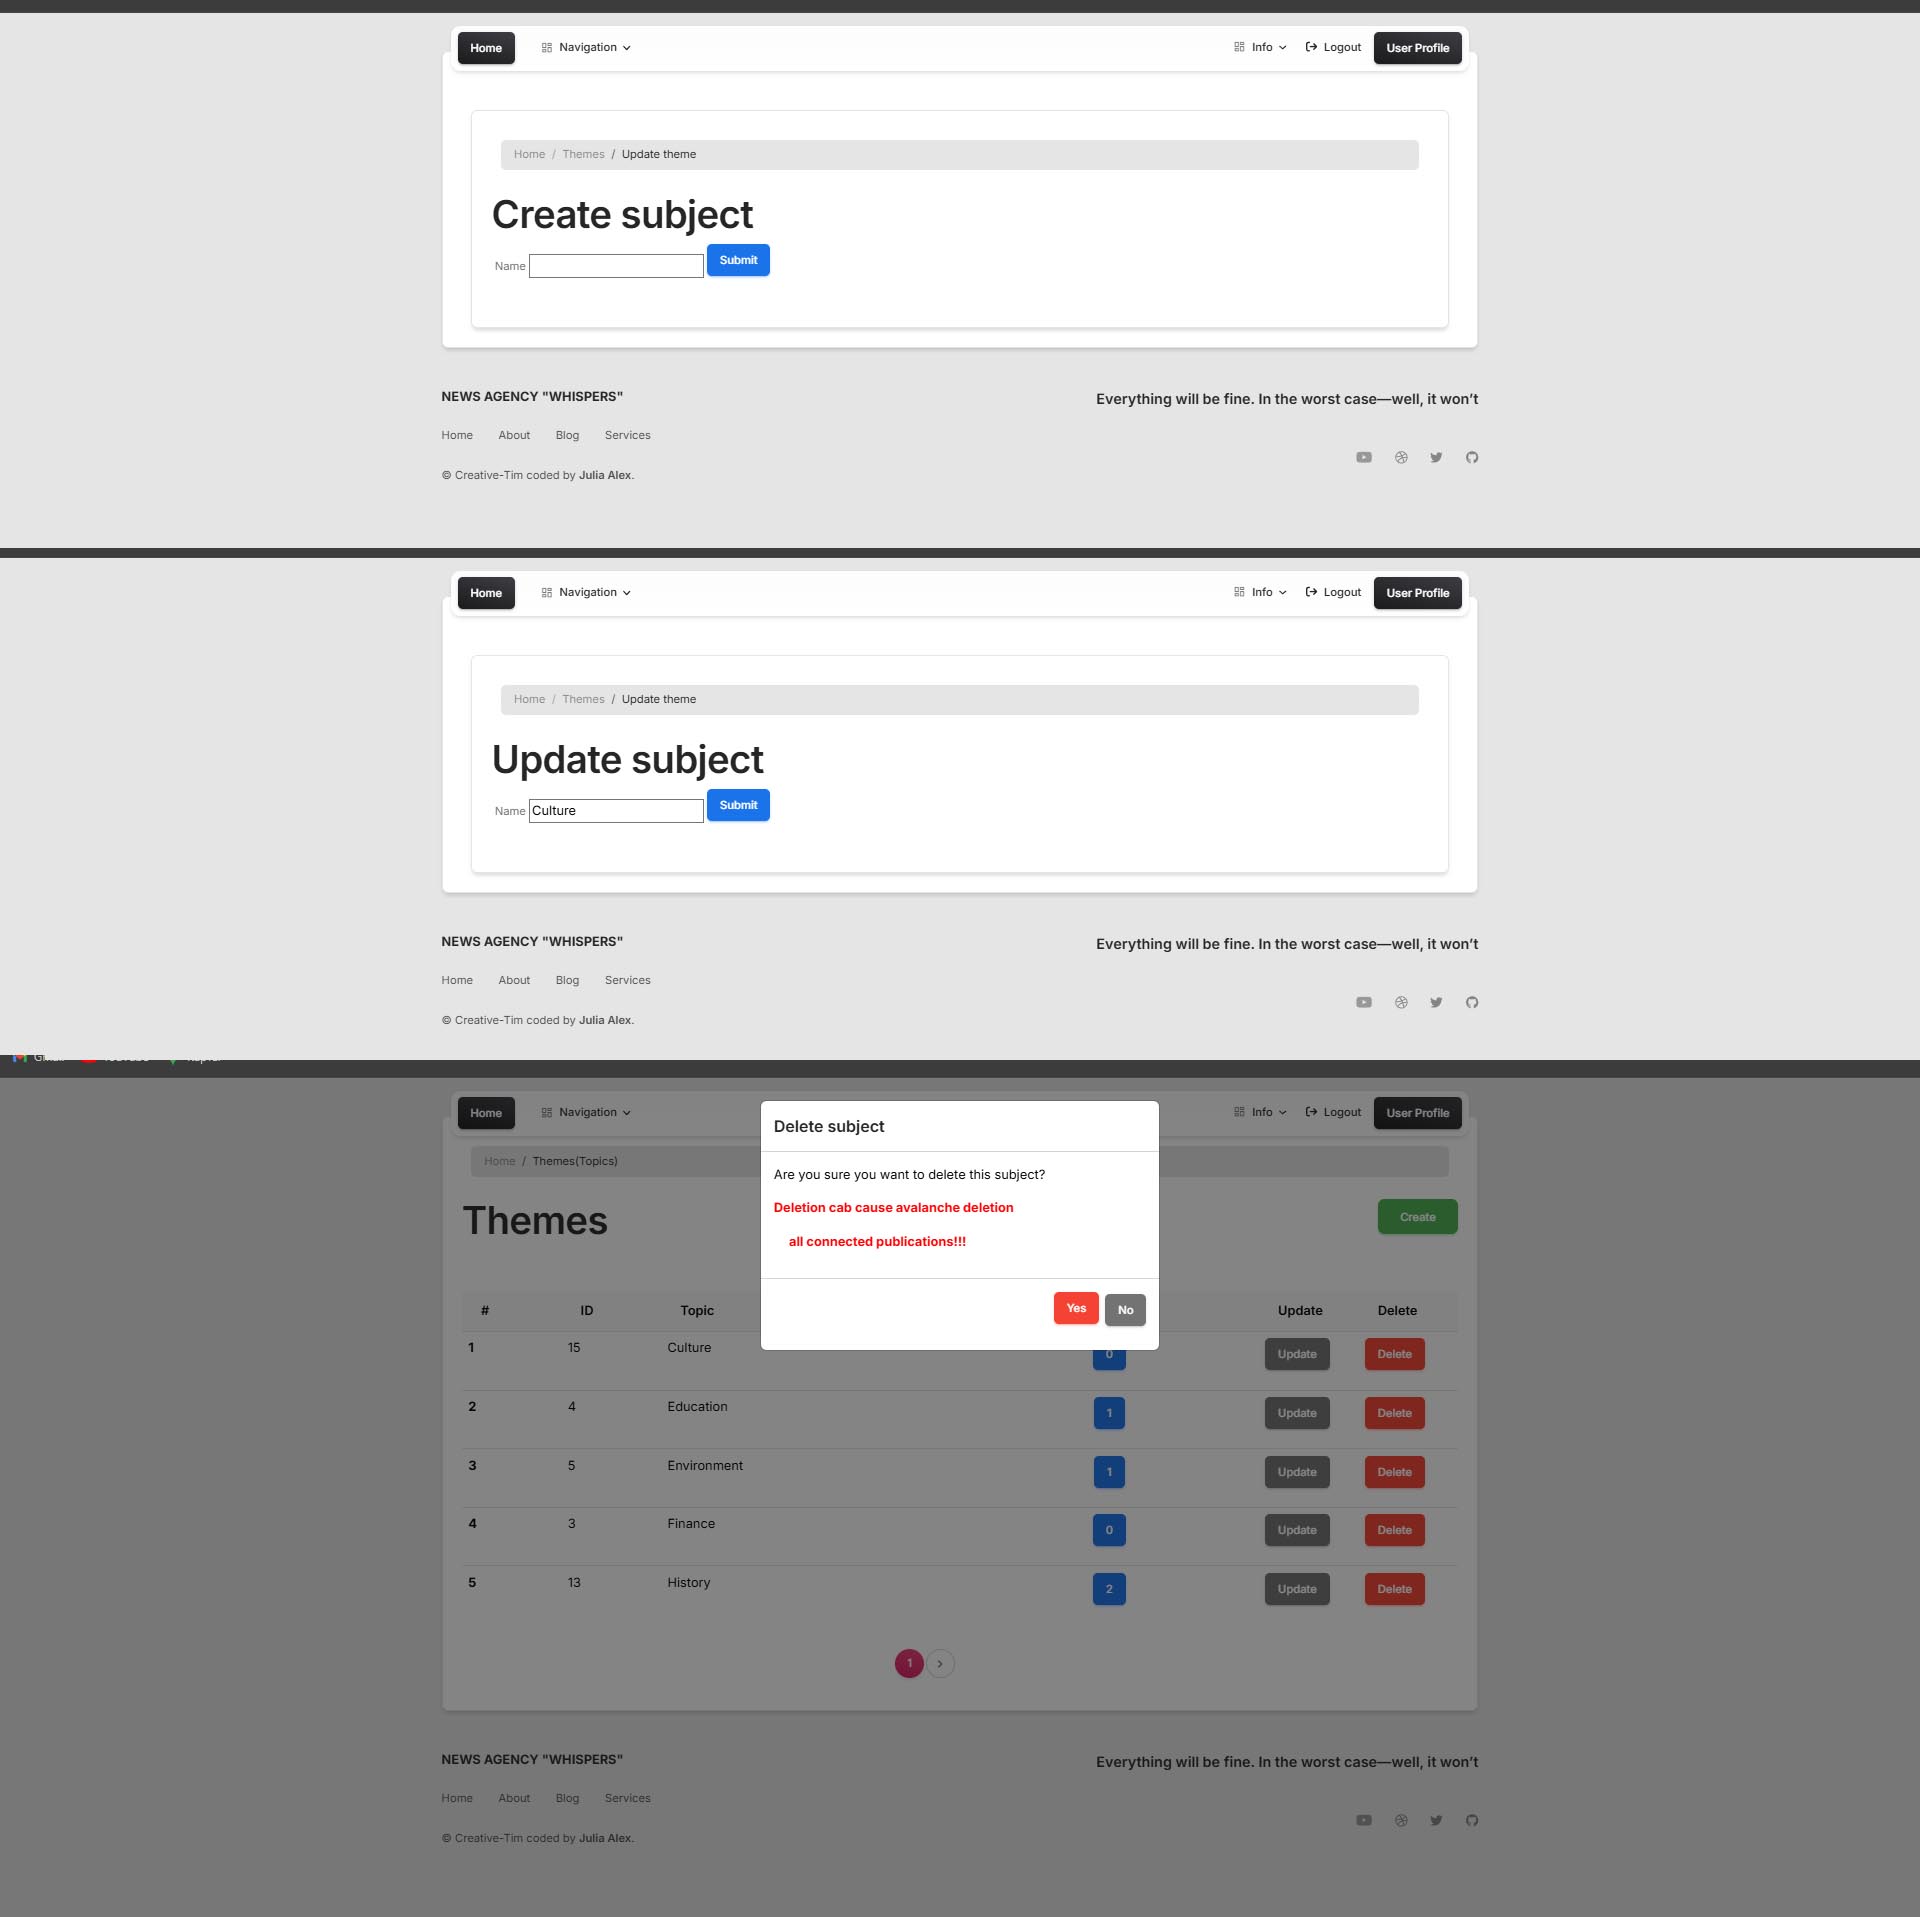 Home Navigation Info Logout User Profile
Home / Themes / Update theme
Create subject
Name Submit
NEWS AGENCY "WHISPERS" Everything will be fine. In the worst case—well, it won't
Home About Blog Services
© Creative-Tim coded by Julia Alex.
Home Navigation Info Logout User Profile
Home / Themes / Update theme
Update subject
Name Culture Submit
NEWS AGENCY "WHISPERS" Everything will be fine. In the worst case—well, it won't
Home About Blog Services
© Creative-Tim coded by Julia Alex.
Home Navigation Info Logout User Profile
Delete subject
Home / Themes(Topics)
Are you sure you want to delete this subject?
Deletion cab cause avalanche deletion
all connected publications!!!
Yes No
Themes Create
# ID Topic Update Delete
1 15 Culture 0 Update Delete
2 4 Education 1 Update Delete
3 5 Environment 1 Update Delete
4 3 Finance 0 Update Delete
5 13 History 2 Update Delete
1
NEWS AGENCY "WHISPERS" Everything will be fine. In the worst case—well, it won't
Home About Blog Services
© Creative-Tim coded by Julia Alex.